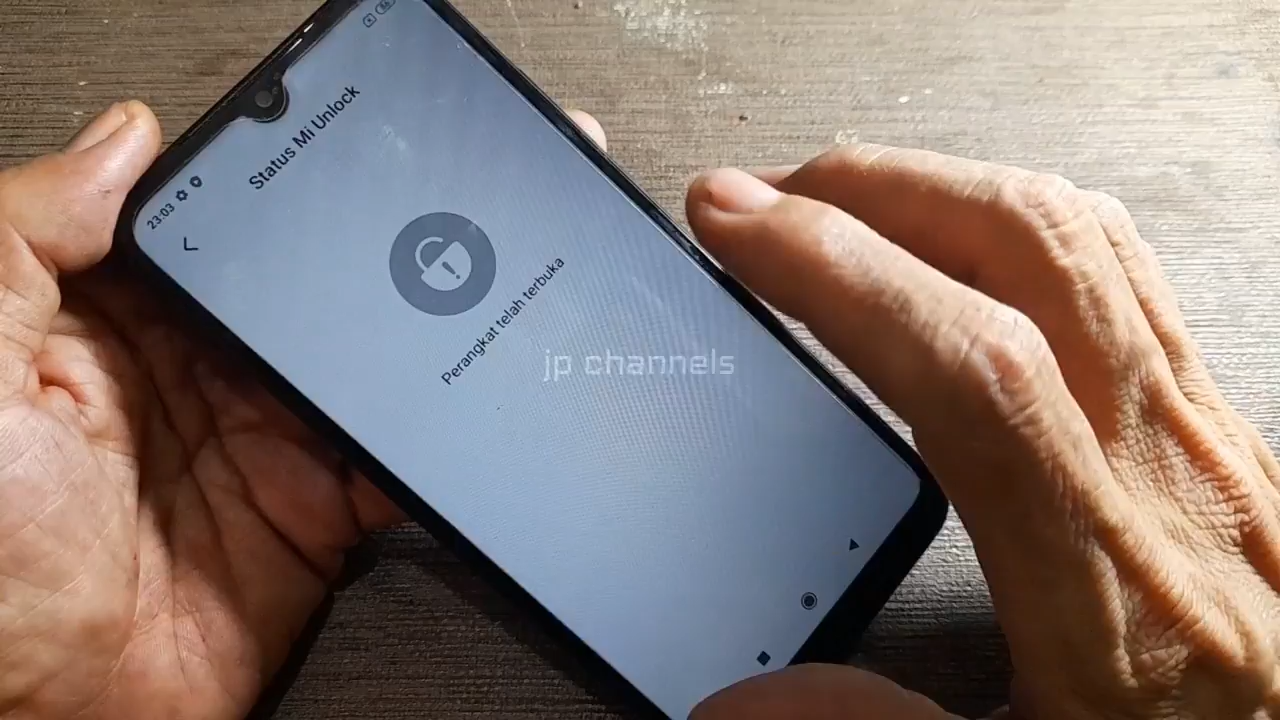 23:03
Status Mi Unlock
Perangkat telah terbuka
jp channels